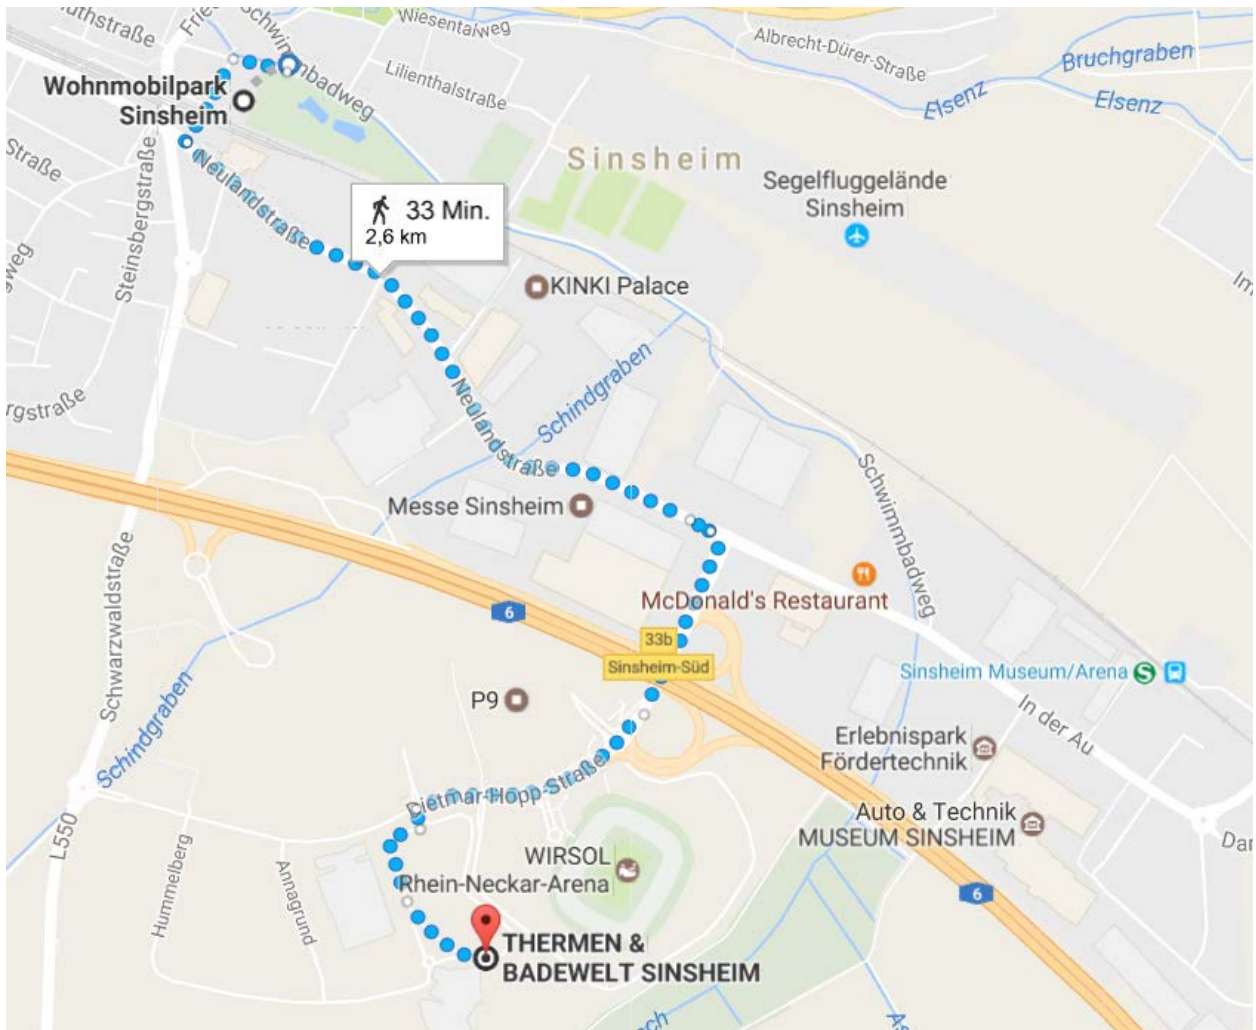 Schwimmbadweg
Wiesentalweg
Albrecht-Dürer-Straße
Bruchgraben
Lilienthalstraße
Elsenz
Elsenz
Wohnmobilpark
Sinsheim
Straße
Neulandstraße
Sinsheim
Segelfluggelände
Sinsheim
33 Min.
2,6 km
Steinsbergstraße
KINKI Palace
Schindgraben
Neulandstraße
Messe Sinsheim
Schwimmbadweg
McDonald's Restaurant
6
33b
Sinsheim-Süd
Schwarzwaldstraße
Schindgraben
P9
Sinsheim Museum/Arena
S
In der Au
Erlebnispark
Fördertechnik
Dietmar-Hopp-Straße
Auto & Technik
MUSEUM SINSHEIM
L550
Hummelberg
Annagrund
WIRSOL
Rhein-Neckar-Arena
6
THERMEN &
BADEWELT SINSHEIM